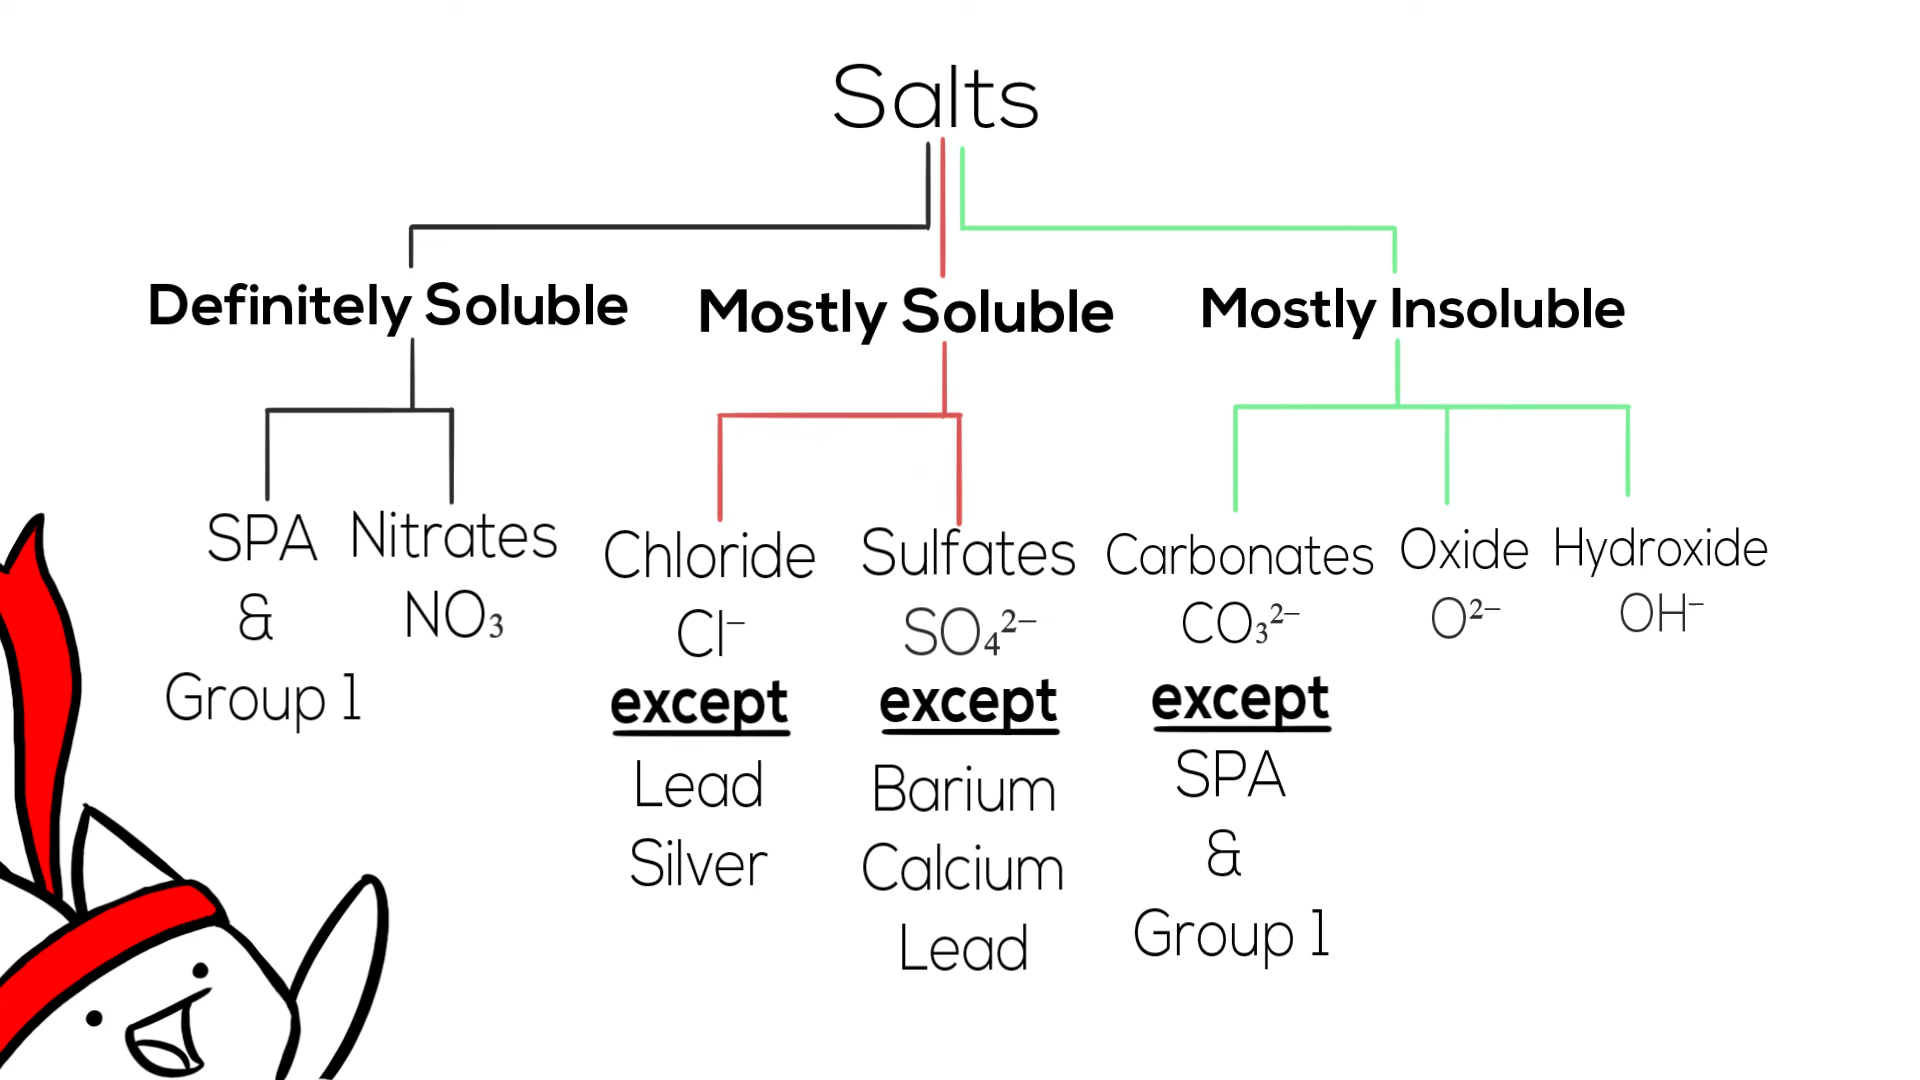 Salts
Definitely Soluble
Mostly Soluble
Mostly Insoluble
SPA
&
Group 1
Nitrates
NO₃
Chloride
Cl⁻
except
Lead
Silver
Sulfates
SO₄²⁻
except
Barium
Calcium
Lead
Carbonates
CO₃²⁻
except
SPA
&
Group 1
Oxide
O²⁻
Hydroxide
OH⁻